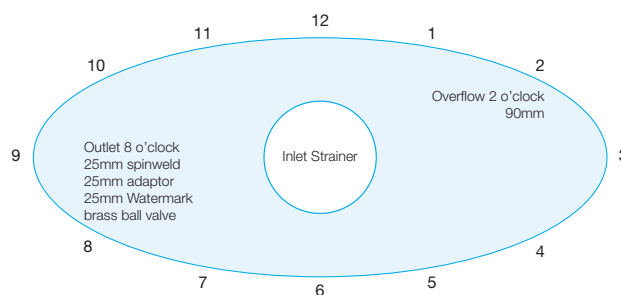 12
11
1
10
2
Overflow 2 o’clock
90mm
9
Outlet 8 o’clock
25mm spinweld
25mm adaptor
25mm Watermark
brass ball valve
Inlet Strainer
3
8
4
7
5
6